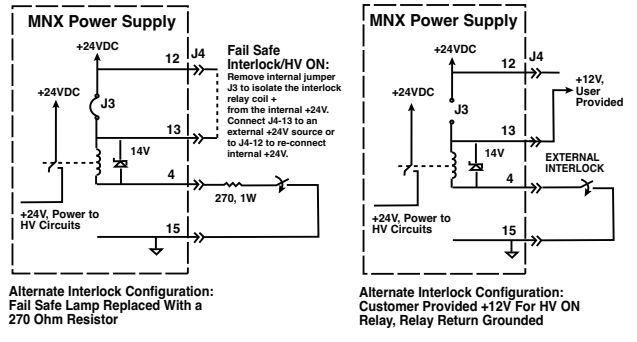 MNX Power Supply
+24VDC
12
J4
+24VDC
J3
13
14V
4
270, 1W
+24V, Power to
HV Circuits
15
Fail Safe
Interlock/HV ON:
Remove internal jumper
J3 to isolate the interlock
relay coil +
from the internal +24V.
Connect J4-13 to an
external +24V source or
to J4-12 to re-connect
internal +24V.
Alternate Interlock Configuration:
Fail Safe Lamp Replaced With a
270 Ohm Resistor
MNX Power Supply
+24VDC
12
J4
+12V,
User
Provided
+24VDC
J3
13
14V
EXTERNAL
INTERLOCK
4
+24V, Power to
HV Circuits
15
Alternate Interlock Configuration:
Customer Provided +12V For HV ON
Relay, Relay Return Grounded